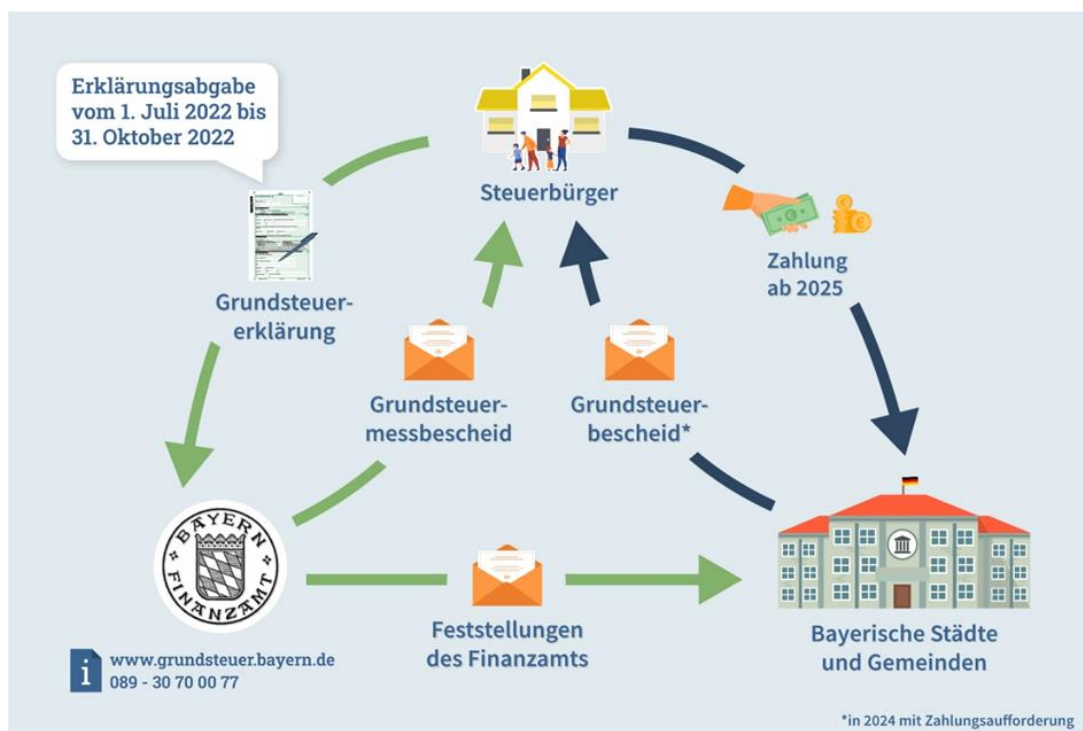 Erklärungsabgabe
vom 1. Juli 2022 bis
31. Oktober 2022
Steuerbürger
Grundsteuer-
erklärung
Zahlung
ab 2025
Grundsteuer-
messbescheid
Grundsteuer-
bescheid*
BAYERN
FINANZAMT
Feststellungen
des Finanzamts
Bayerische Städte
und Gemeinden
i
www.grundsteuer.bayern.de
089 - 30 70 00 77
*in 2024 mit Zahlungsaufforderung